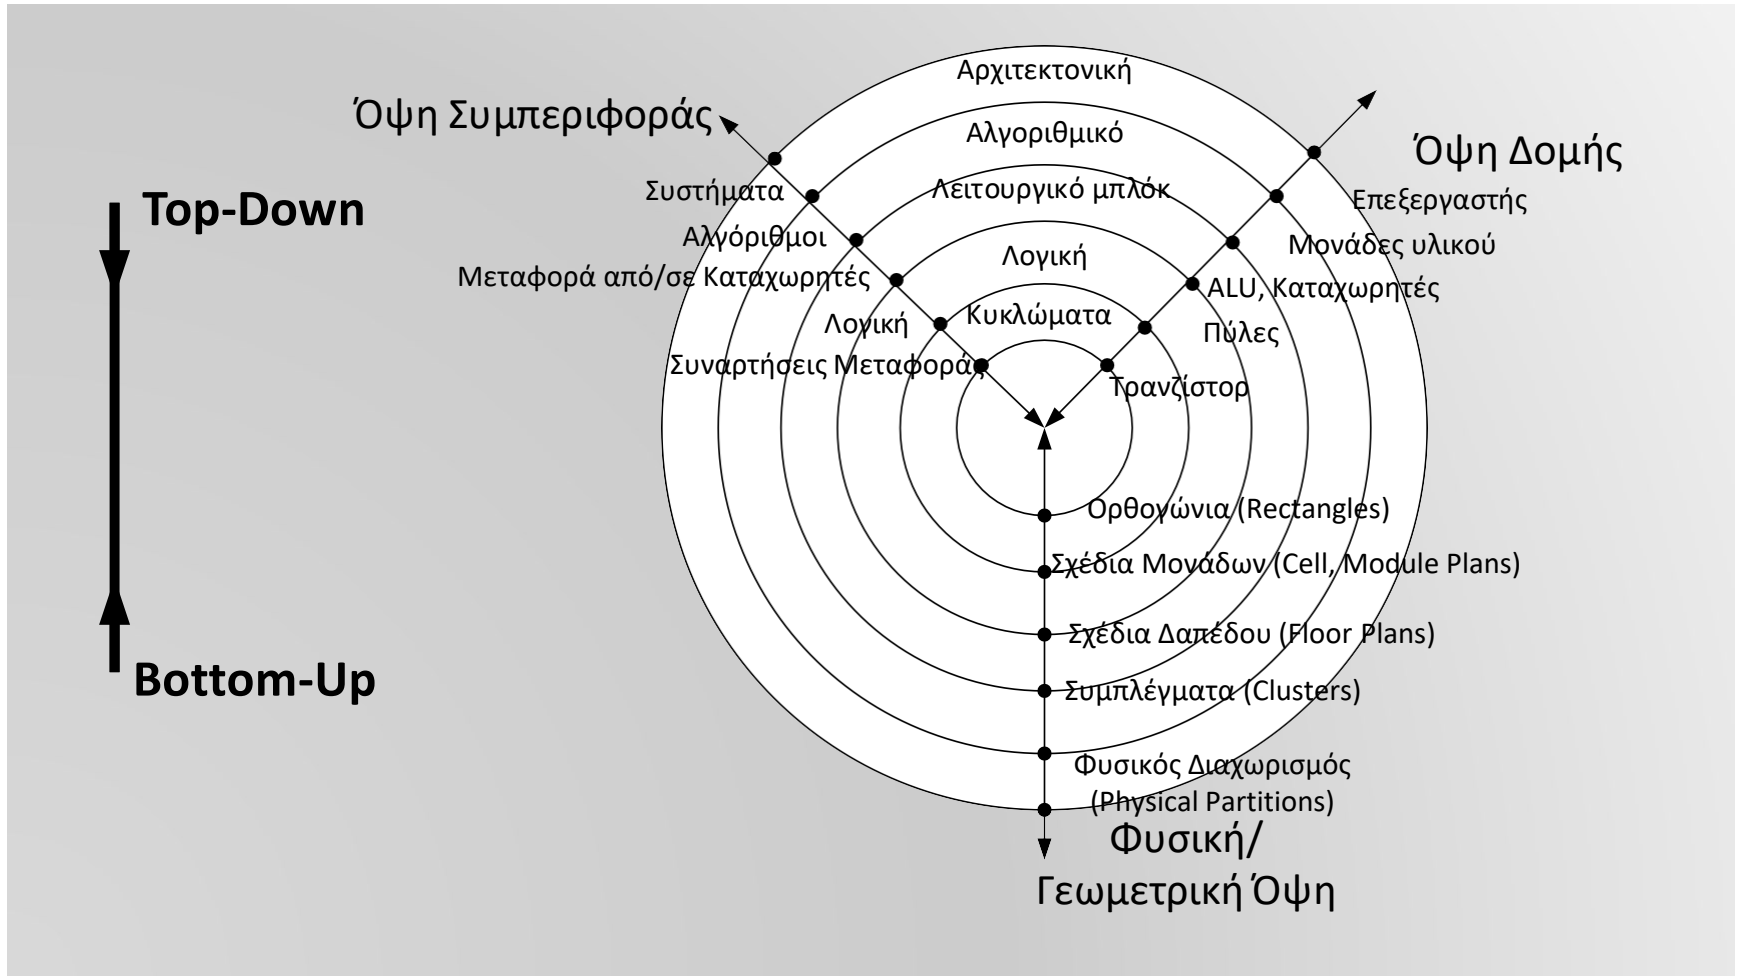 Αρχιτεκτονική
Όψη Συμπεριφοράς
Αλγοριθμικό
Όψη Δομής
Συστήματα
Λειτουργικό μπλόκ
Επεξεργαστής
Top-Down
Αλγόριθμοι
Μονάδες υλικού
Λογική
Μεταφορά από/σε Καταχωρητές
ALU, Καταχωρητές
Λογική
Κυκλώματα
Πύλες
Συναρτήσεις Μεταφοράς
Τρανζίστορ
Ορθογώνια (Rectangles)
Σχέδια Μονάδων (Cell, Module Plans)
Σχέδια Δαπέδου (Floor Plans)
Bottom-Up
Συμπλέγματα (Clusters)
Φυσικός Διαχωρισμός
(Physical Partitions)
Φυσική/
Γεωμετρική Όψη